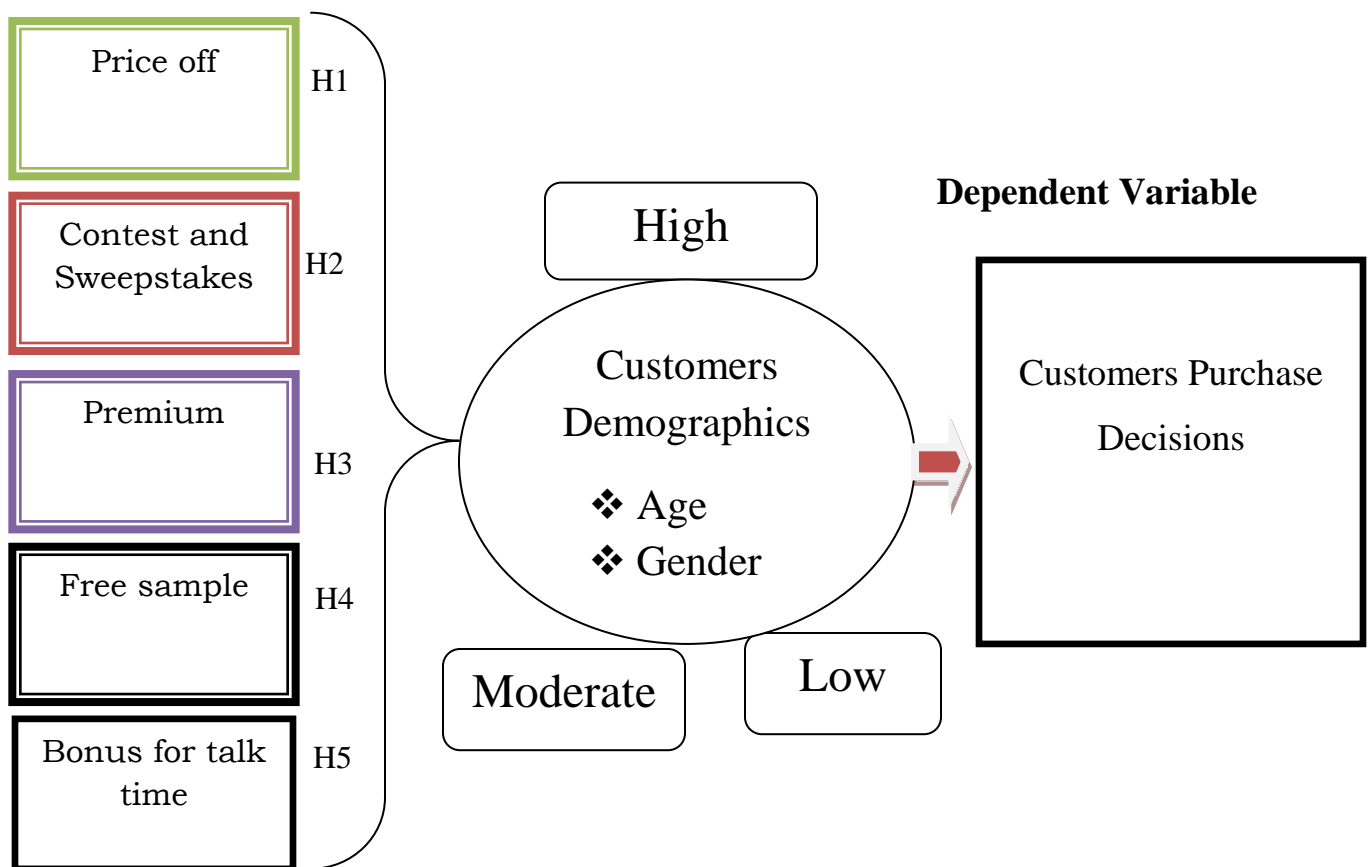 Price off
H1
Contest and
Sweepstakes
H2
Premium
H3
Free sample
H4
Bonus for talk
time
H5
High
Customers
Demographics
❖ Age
❖ Gender
Moderate
Low
Dependent Variable
Customers Purchase
Decisions